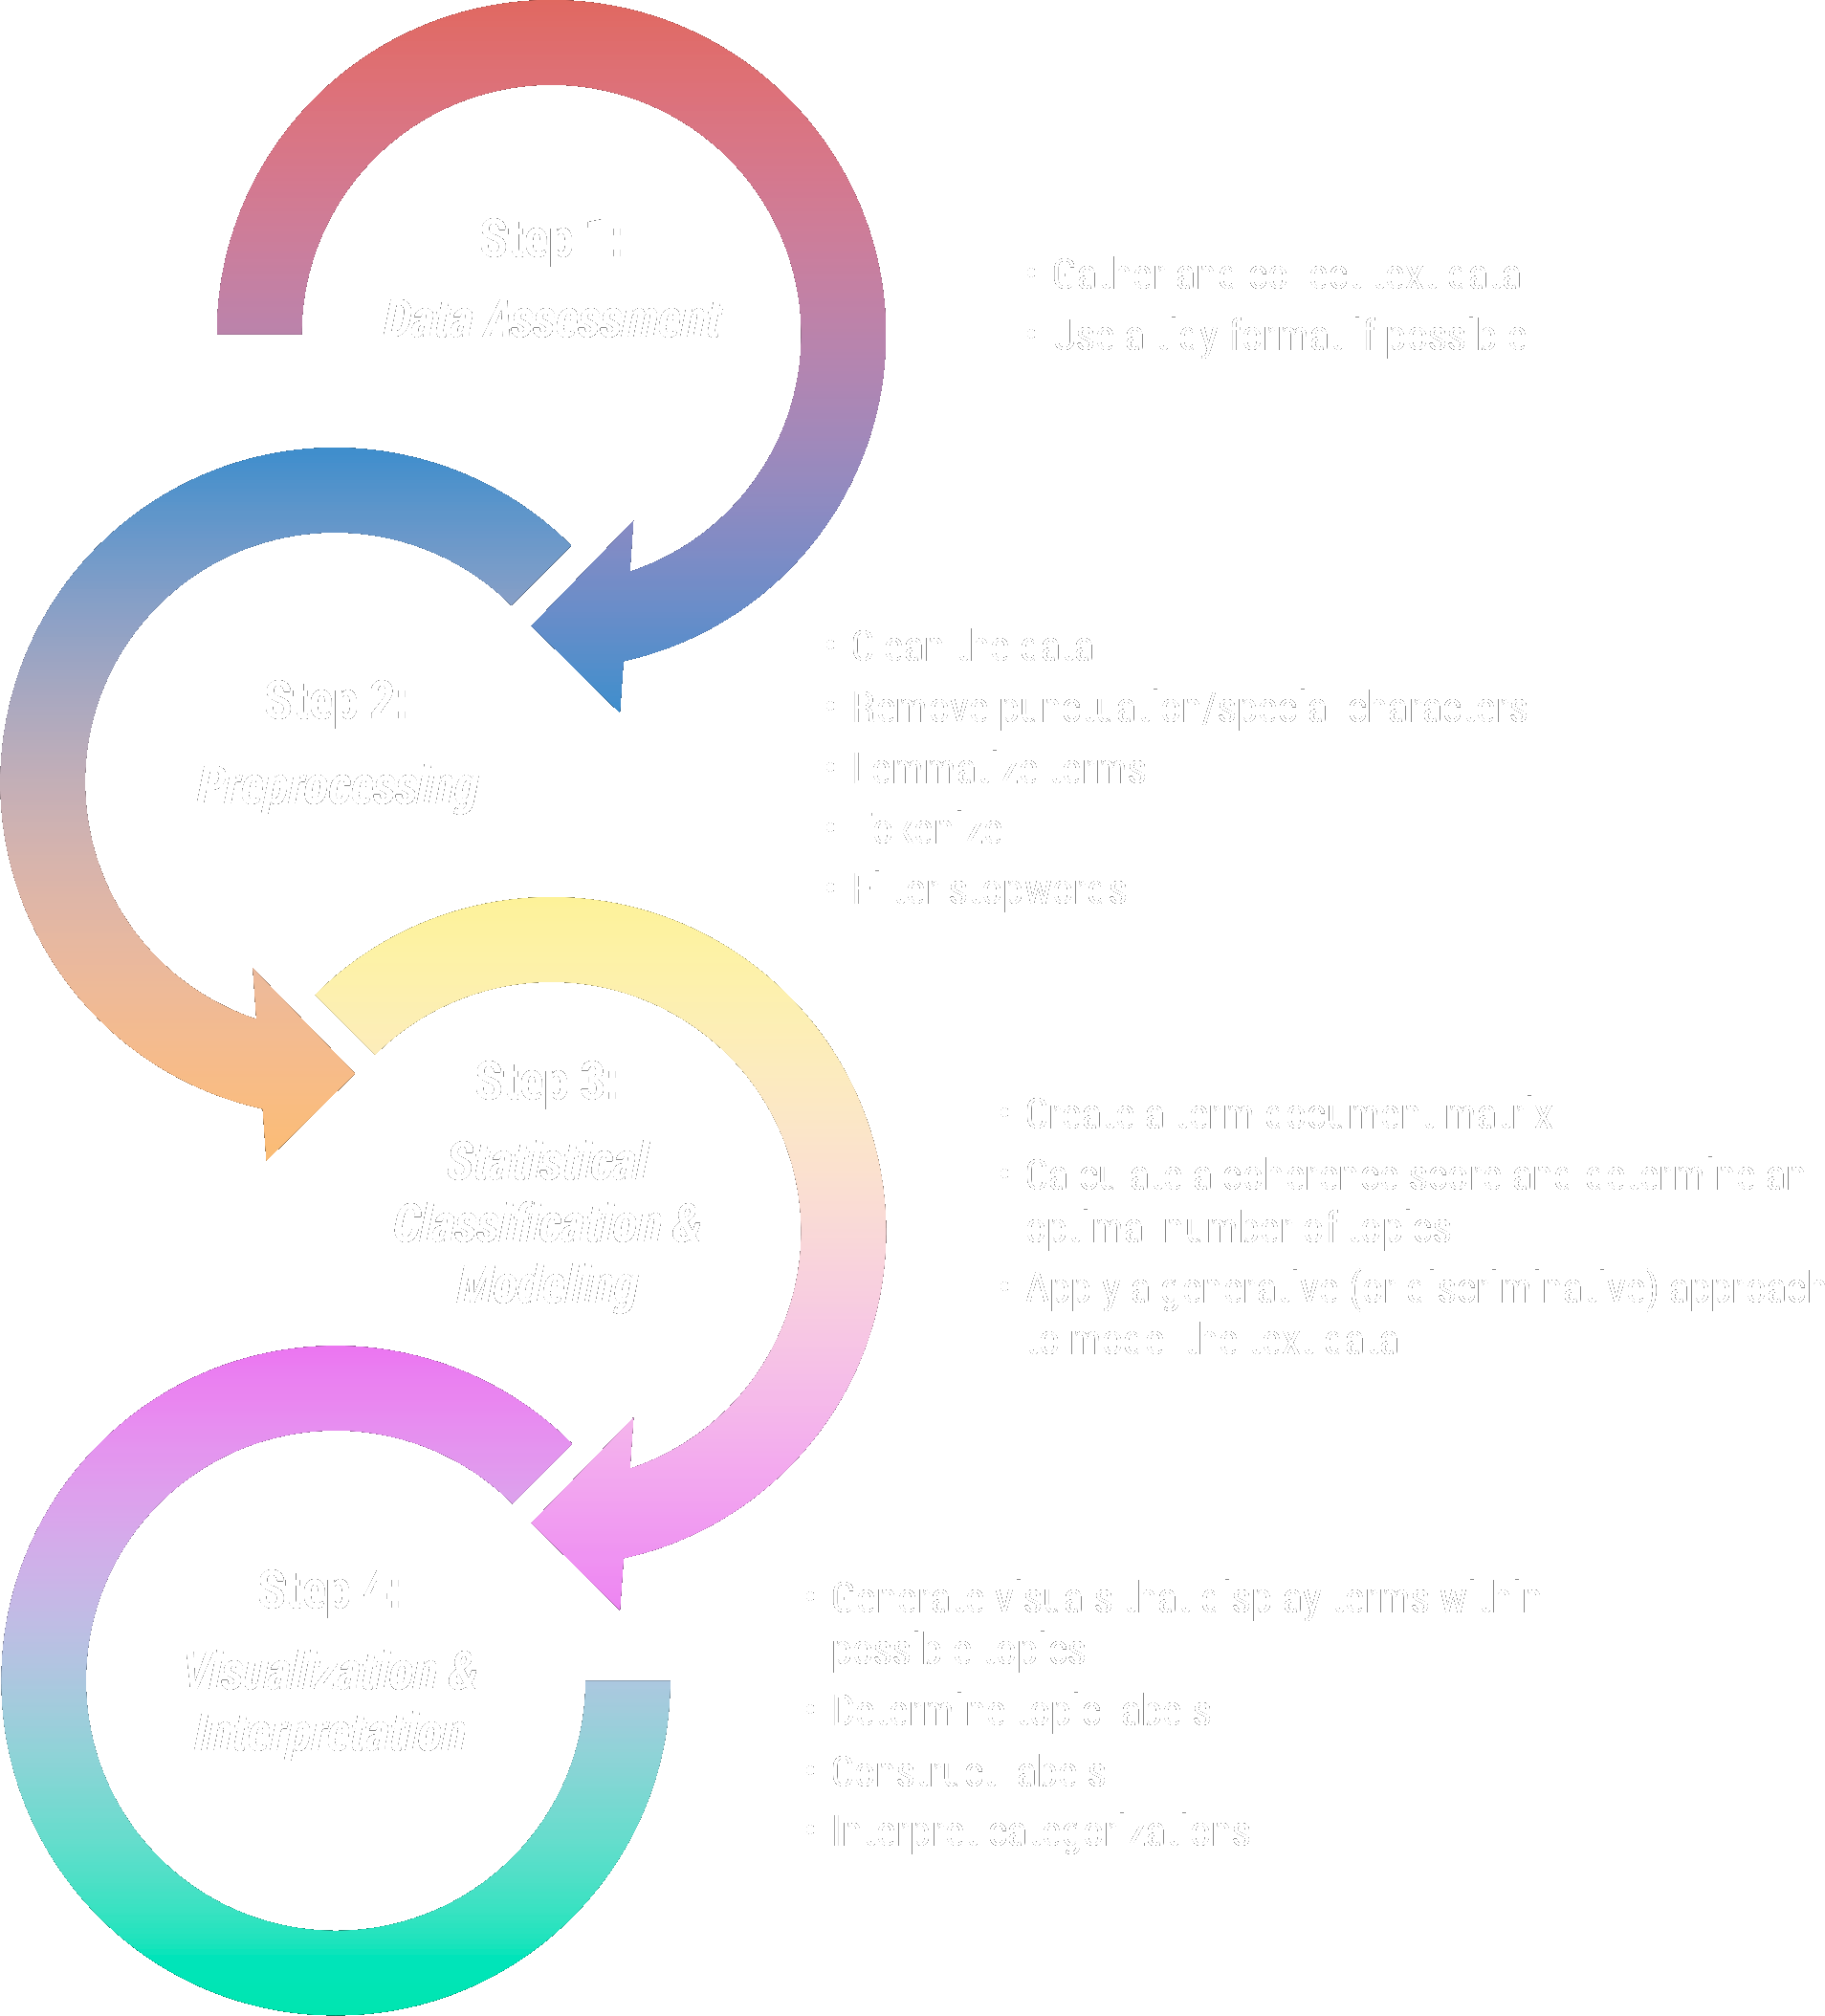 Step 1:
Data Assessment
• Gather and collect text data
• Use a tidy format if possible
Step 2:
Preprocessing
• Clean the data
• Remove punctuation/special characters
• Lemmatize terms
• Tokenize
• Filter stopwords
Step 3:
Statistical
Classification &
Modelling
• Create a term document matrix
• Calculate a coherence score and determine an
optimal number of topics
• Apply a generative (or discriminative) approach
to model the text data
Step 4:
Visualization &
Interpretation
• Generate visuals that display terms within
possible topics
• Determine topic labels
• Construct labels
• Interpret categorizations